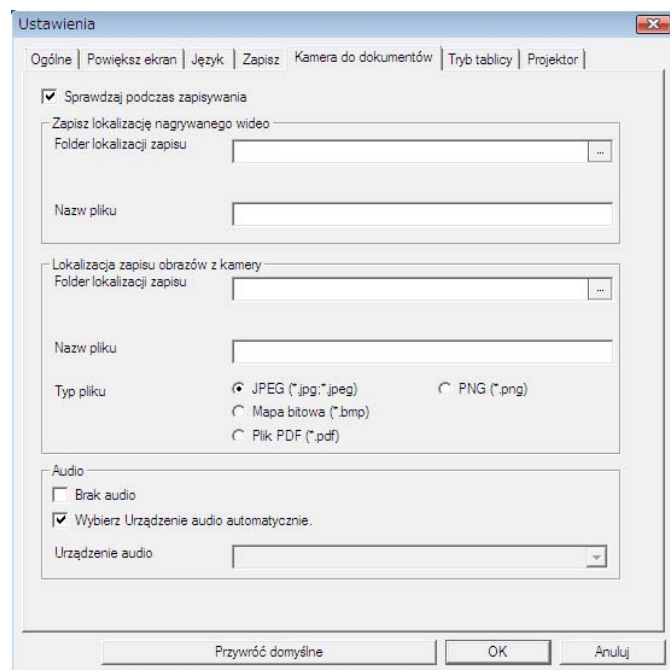 Ustawienia
Ogólne Powiększ ekran Język Zapisz Kamera do dokumentów Tryb tablicy Projektor
Sprawdzaj podczas zapisywania
Zapisz lokalizację nagrywanego wideo
Folder lokalizacji zapisu ...
Nazw pliku
Lokalizacja zapisu obrazów z kamery
Folder lokalizacji zapisu ...
Nazw pliku
Typ pliku JPEG (*.jpg;*.jpeg) PNG (*.png)
Mapa bitowa (*.bmp)
Plik PDF (*.pdf)
Audio
Brak audio
Wybierz Urządzenie audio automatycznie.
Urządzenie audio
Przywróć domyślne OK Anuluj